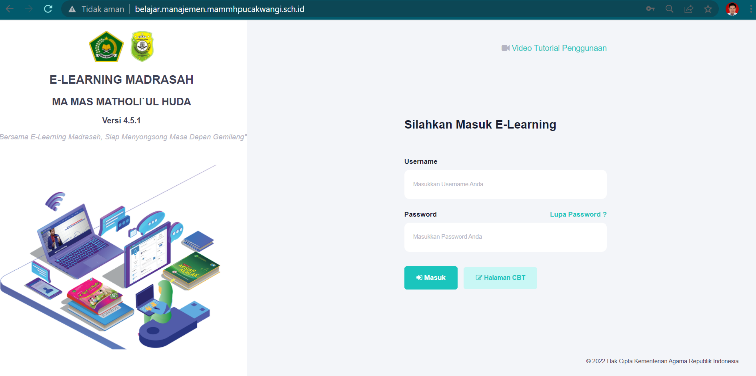 Tidak aman
belajar.manajemen.mammhpucakwangi.sch.id
E-LEARNING MADRASAH
MA MAS MATHOLI`UL HUDA
Versi 4.5.1
Bersama E-Learning Madrasah, Siap Menyongsong Masa Depan Gemilang"
Video Tutorial Penggunaan
Silahkan Masuk E-Learning
Username
Masukkan Username Anda
Password
Lupa Password ?
Masukkan Password Anda
Masuk
Halaman CBT
© 2022 Hak Cipta Kementerian Agama Republik Indonesia